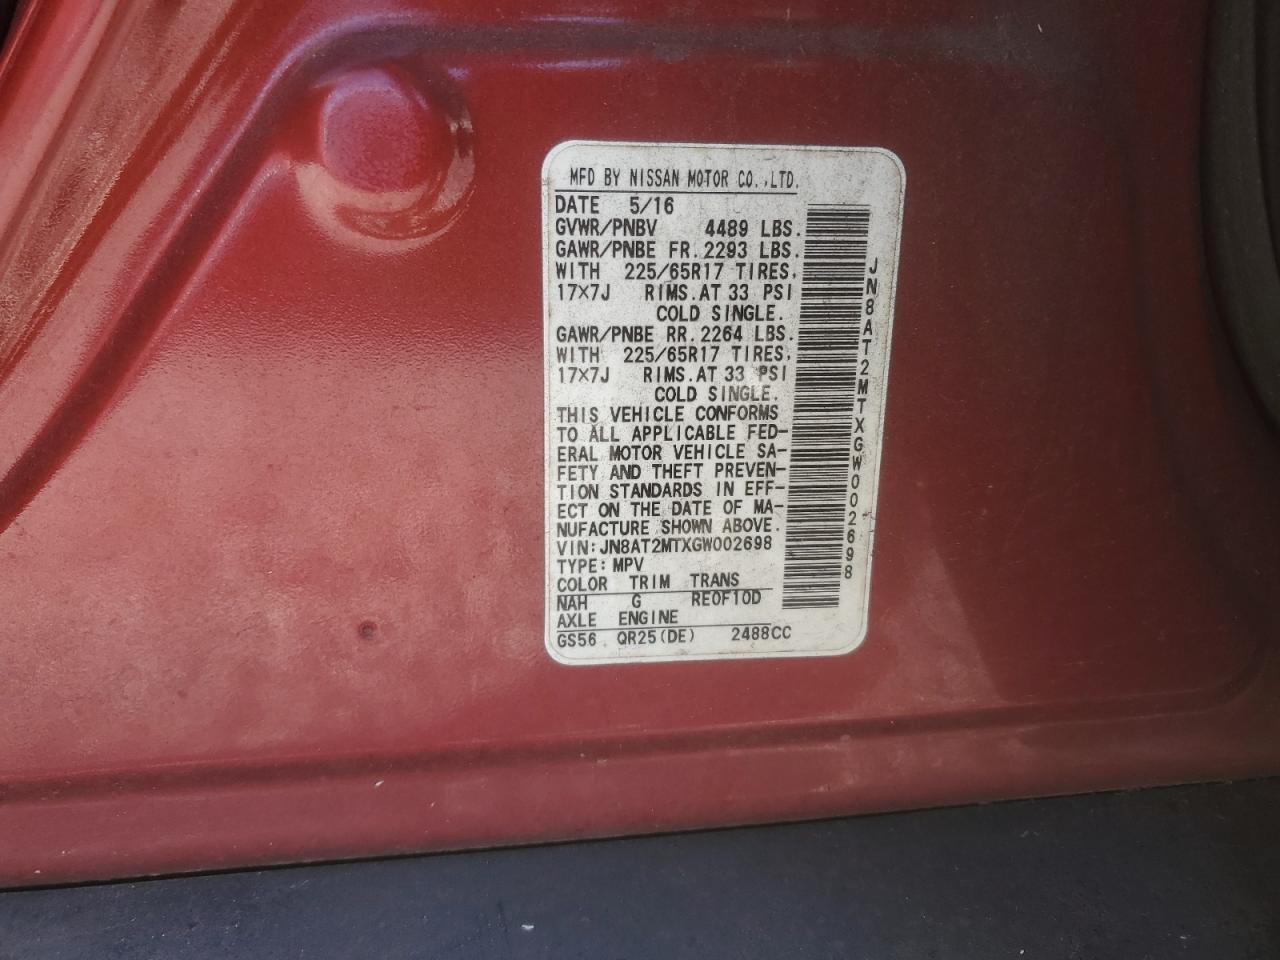 MFD BY NISSAN MOTOR CO.,LTD.
DATE 5/16
GVWR/PNBV 4489 LBS.
GAWR/PNBE FR. 2293 LBS.
WITH 225/65R17 TIRES.
17×7J RIMS. AT 33 PSI
COLD SINGLE.
GAWR/PNBE RR. 2264 LBS.
WITH 225/65R17 TIRES.
17×7J RIMS. AT 33 PSI
COLD SINGLE.
THIS VEHICLE CONFORMS
TO ALL APPLICABLE FED-
ERAL MOTOR VEHICLE SA-
FETY AND THEFT PREVEN-
TION STANDARDS IN EFF-
ECT ON THE DATE OF MA-
NUFACTURE SHOWN ABOVE.
VIN: JN8AT2MTXGW002698
TYPE: MPV
COLOR TRIM TRANS
NAH G RE0F10D
AXLE ENGINE
GS56 QR25(DE) 2488CC
JN8AT2MTXGW002698